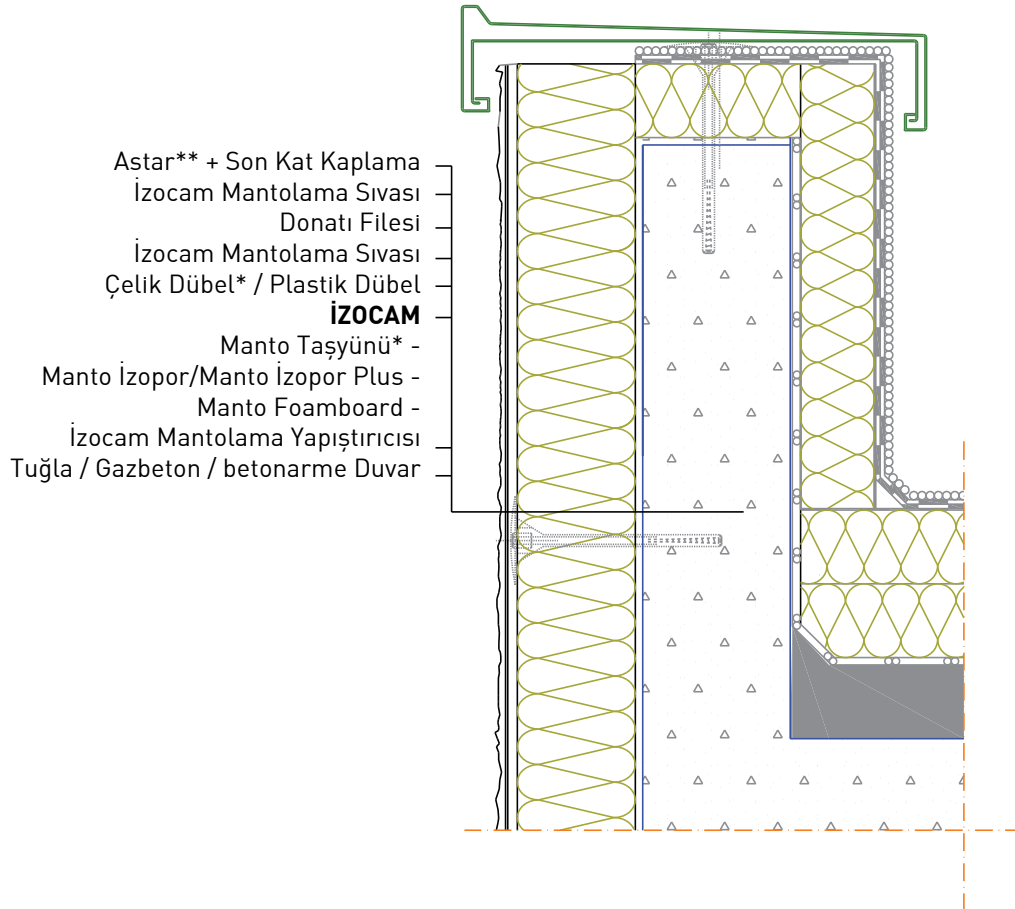 Astar** + Son Kat Kaplama
İzocam Mantolama Sıvası
Donatı Filesi
İzocam Mantolama Sıvası
Çelik Dübel* / Plastik Dübel
İZOCAM
Manto Taşyünü* -
Manto İzopor/Manto İzopor Plus -
Manto Foamboard -
İzocam Mantolama Yapıştırıcısı
Tuğla / Gazbeton / betonarme Duvar